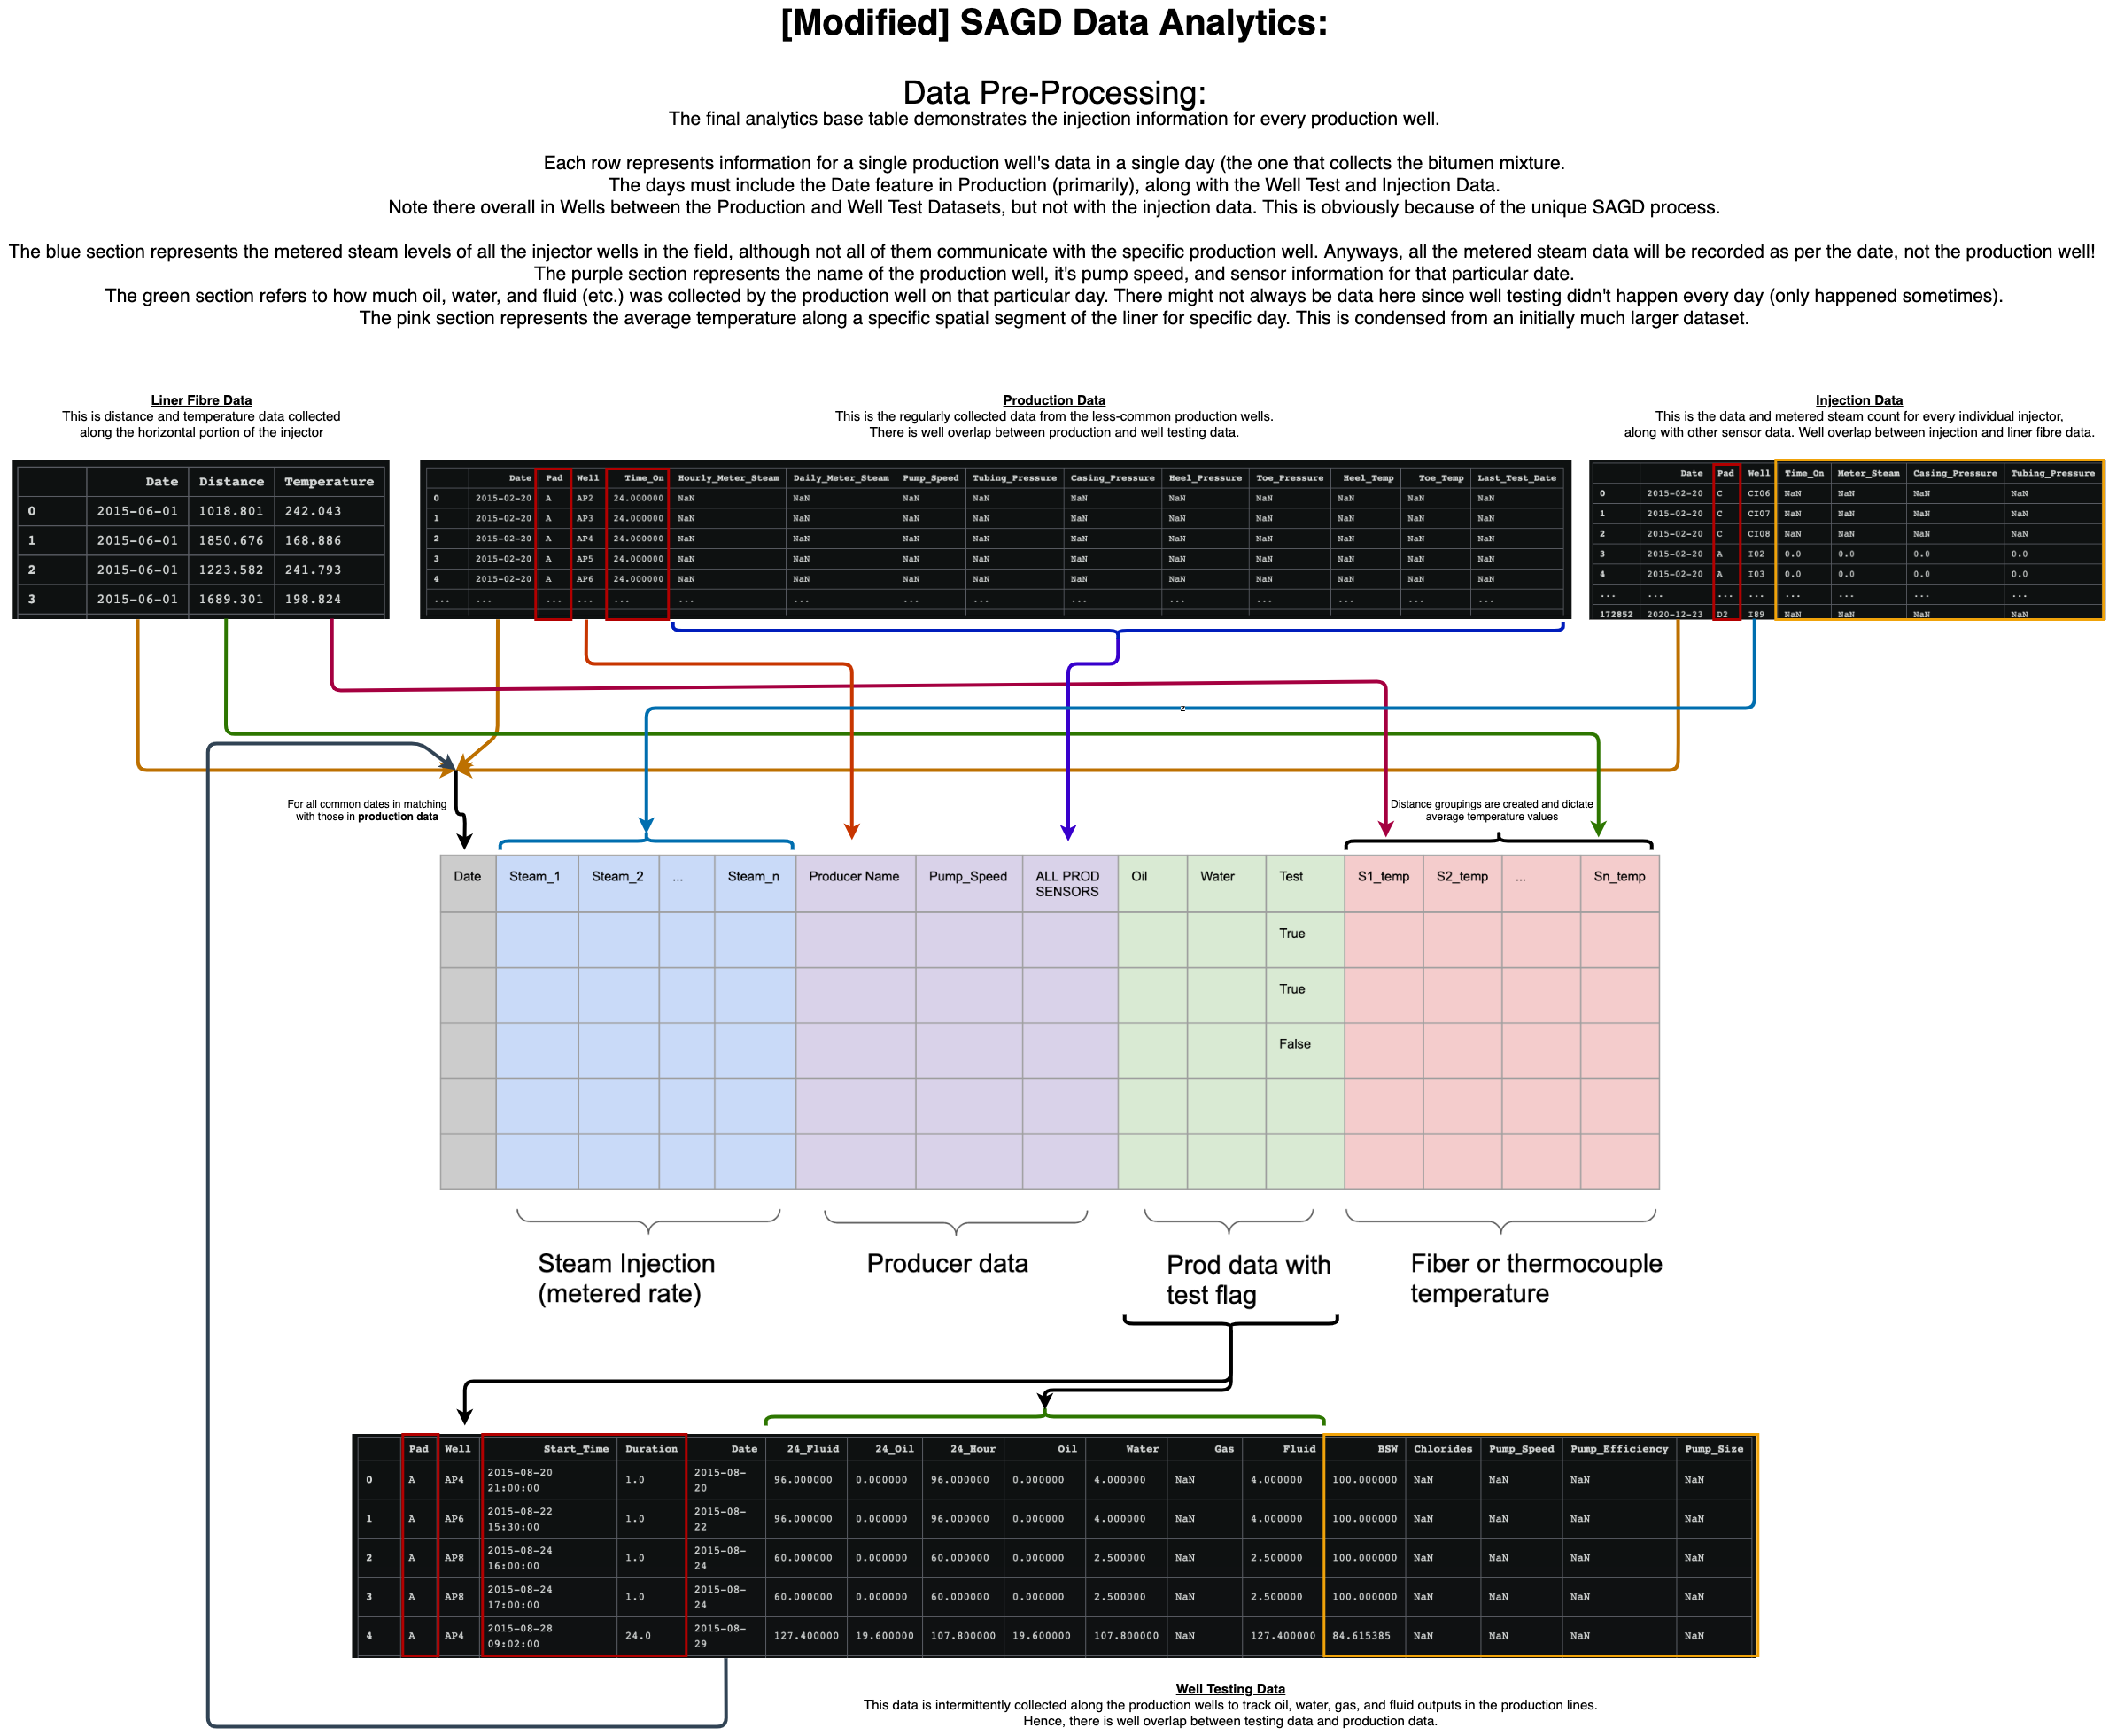 [Modified] SAGD Data Analytics:
Data Pre-Processing:
The final analytics base table demonstrates the injection information for every production well.
Each row represents information for a single production well's data in a single day (the one that collects the bitumen mixture.
The days must include the Date feature in Production (primarily), along with the Well Test and Injection Data.
Note there overall in Wells between the Production and Well Test Datasets, but not with the injection data. This is obviously because of the unique SAGD process.
The blue section represents the metered steam levels of all the injector wells in the field, although not all of them communicate with the specific production well. Anyways, all the metered steam data will be recorded as per the date, not the production well!
The purple section represents the name of the production well, it's pump speed, and sensor information for that particular date.
The green section refers to how much oil, water, and fluid (etc.) was collected by the production well on that particular day. There might not always be data here since well testing didn't happen every day (only happened sometimes).
The pink section represents the average temperature along a specific spatial segment of the liner for specific day. This is condensed from an initially much larger dataset.
Liner Fibre Data
This is distance and temperature data collected
along the horizontal portion of the injector
Date Distance Temperature
0 2015-06-01 1018.801 242.043
1 2015-06-01 1850.676 168.886
2 2015-06-01 1223.582 241.793
3 2015-06-01 1689.301 198.824
Production Data
This is the regularly collected data from the less-common production wells.
There is well overlap between production and well testing data.
Date Pad Well Time_On Hourly_Meter_Steam Daily_Meter_Steam Pump_Speed Tubing_Pressure Casing_Pressure Heel_Pressure Toe_Pressure Heel_Temp Toe_Temp Last_Test_Date
0 2015-02-20 A AP2 24.000000 NaN NaN NaN NaN NaN NaN NaN NaN NaN NaN
1 2015-02-20 A AP3 24.000000 NaN NaN NaN NaN NaN NaN NaN NaN NaN NaN
2 2015-02-20 A AP4 24.000000 NaN NaN NaN NaN NaN NaN NaN NaN NaN NaN
3 2015-02-20 A AP5 24.000000 NaN NaN NaN NaN NaN NaN NaN NaN NaN NaN
4 2015-02-20 A AP6 24.000000 NaN NaN NaN NaN NaN NaN NaN NaN NaN NaN
... ... ... ... ... ... ... ... ... ... ... ... ... ... ...
Injection Data
This is the data and metered steam count for every individual injector,
along with other sensor data. Well overlap between injection and liner fibre data.
Date Pad Well Time_On Meter_Steam Casing_Pressure Tubing_Pressure
0 2015-02-20 C CI06 NaN NaN NaN NaN
1 2015-02-20 C CI07 NaN NaN NaN NaN
2 2015-02-20 C CI08 NaN NaN NaN NaN
3 2015-02-20 A I02 0.0 0.0 0.0 0.0
4 2015-02-20 A I03 0.0 0.0 0.0 0.0
... ... ... ... ... ... ... ...
172852 2020-12-23 D2 I89 NaN NaN NaN NaN
z
For all common dates in matching
with those in production data
Distance groupings are created and dictate
average temperature values
Date Steam_1 Steam_2 ... Steam_n Producer Name Pump_Speed ALL PROD SENSORS Oil Water Test S1_temp S2_temp ... Sn_temp
True
True
False
Steam Injection
(metered rate)
Producer data
Prod data with
test flag
Fiber or thermocouple
temperature
Pad Well Start_Time Duration Date 24_Fluid 24_Oil 24_Hour Oil Water Gas Fluid BSW Chlorides Pump_Speed Pump_Efficiency Pump_Size
0 A AP4 2015-08-20 21:00:00 1.0 2015-08-20 96.000000 0.000000 96.000000 0.000000 4.000000 NaN 4.000000 100.000000 NaN NaN NaN NaN
1 A AP6 2015-08-22 15:30:00 1.0 2015-08-22 96.000000 0.000000 96.000000 0.000000 4.000000 NaN 4.000000 100.000000 NaN NaN NaN NaN
2 A AP8 2015-08-24 16:00:00 1.0 2015-08-24 60.000000 0.000000 60.000000 0.000000 2.500000 NaN 2.500000 100.000000 NaN NaN NaN NaN
3 A AP8 2015-08-24 17:00:00 1.0 2015-08-24 60.000000 0.000000 60.000000 0.000000 2.500000 NaN 2.500000 100.000000 NaN NaN NaN NaN
4 A AP4 2015-08-28 09:02:00 24.0 2015-08-29 127.400000 19.600000 107.800000 19.600000 107.800000 NaN 127.400000 84.615385 NaN NaN NaN NaN
Well Testing Data
This data is intermittently collected along the production wells to track oil, water, gas, and fluid outputs in the production lines.
Hence, there is well overlap between testing data and production data.